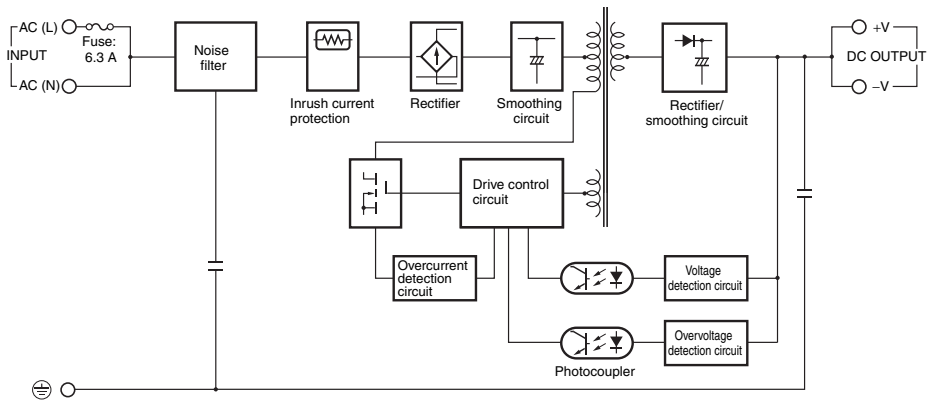 AC (L)
Fuse:
6.3 A
INPUT
AC (N)
Noise
filter
Inrush current
protection
Rectifier
Smoothing
circuit
Rectifier/
smoothing circuit
+V
DC OUTPUT
–V
Drive control
circuit
Overcurrent
detection
circuit
Voltage
detection circuit
Overvoltage
detection circuit
Photocoupler